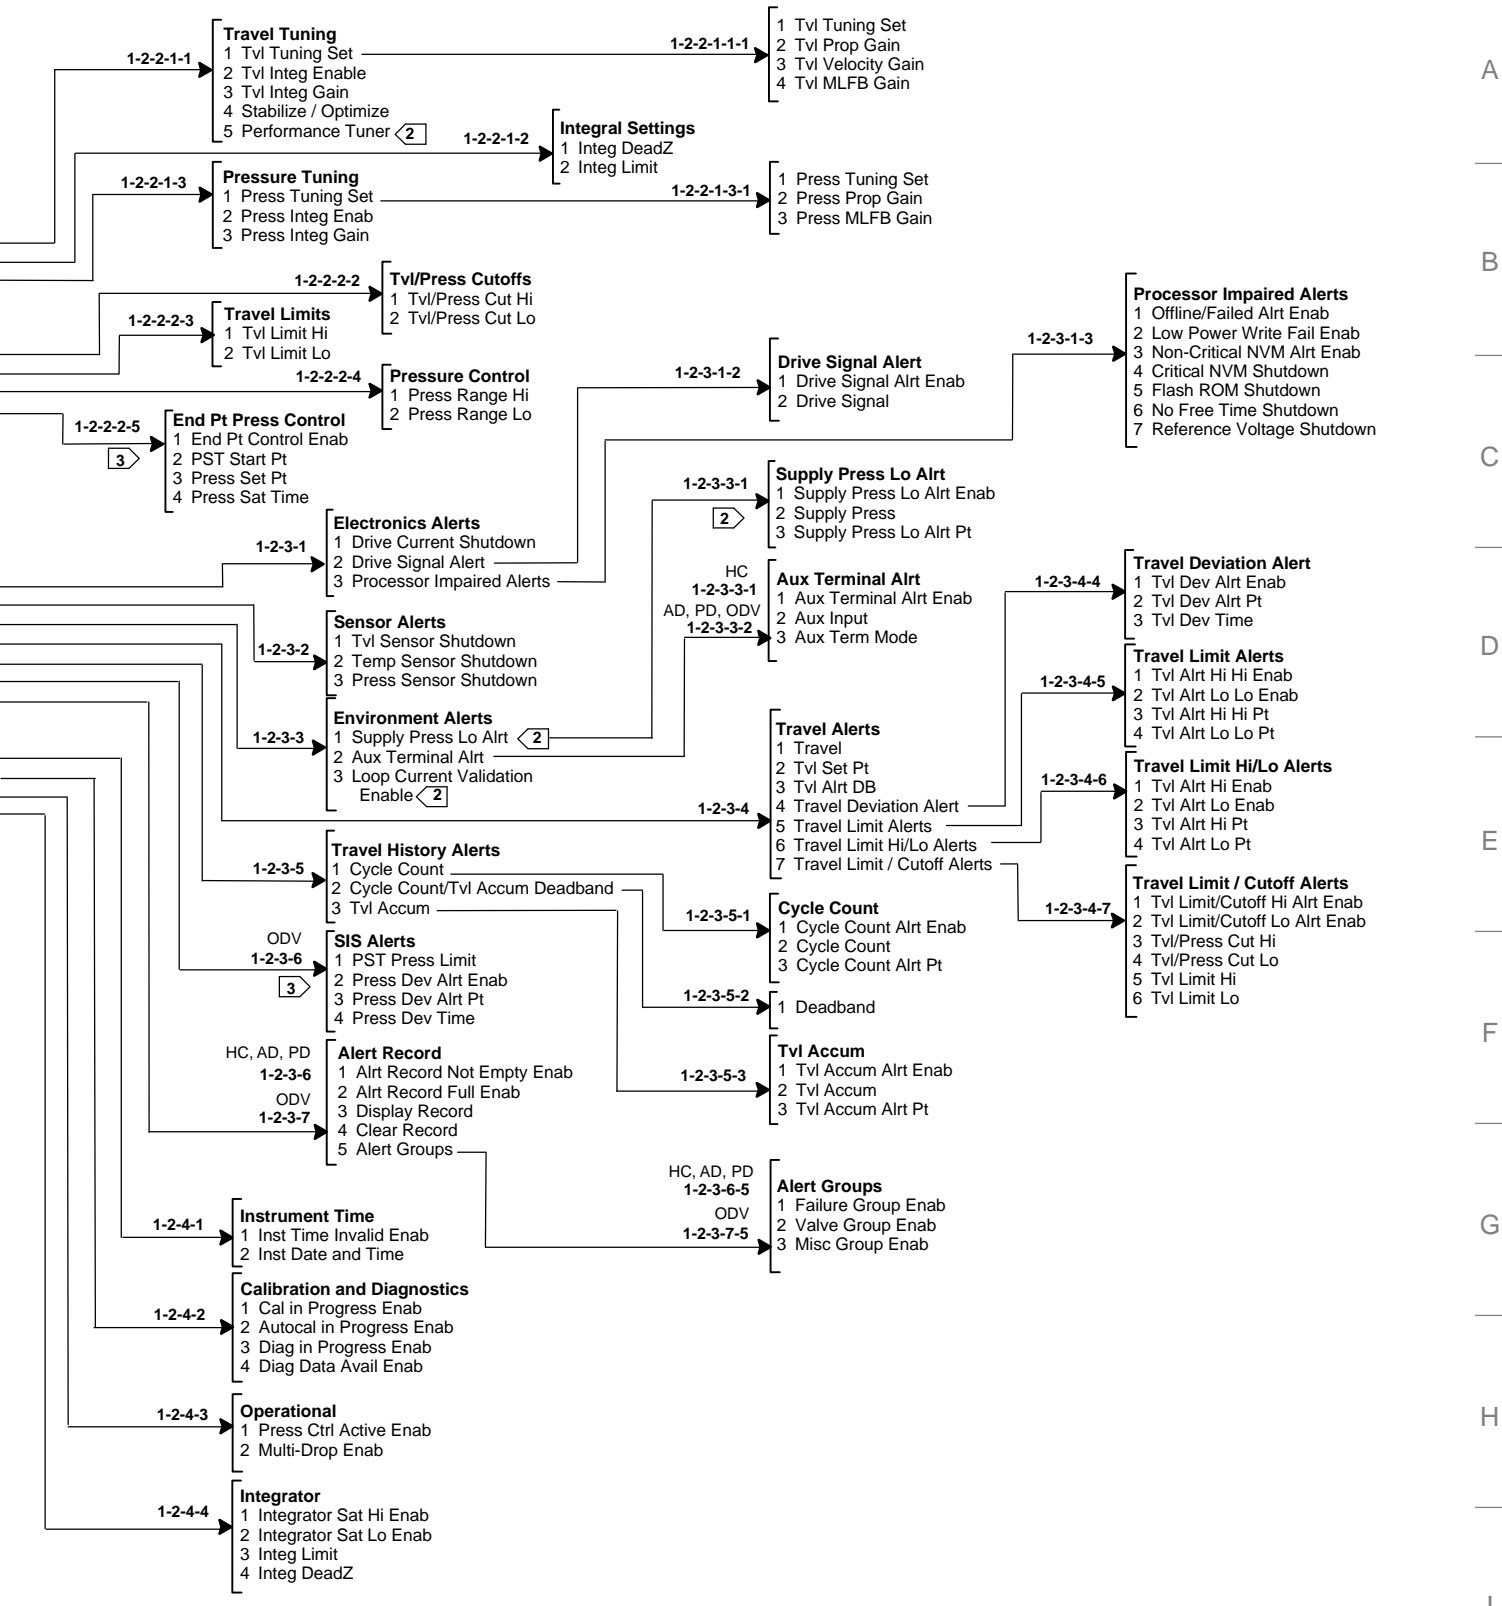 1-2-2-1-1
Travel Tuning
1 Tvl Tuning Set
2 Tvl Integ Enable
3 Tvl Integ Gain
4 Stabilize / Optimize
5 Performance Tuner 2
1-2-2-1-1-1
1 Tvl Tuning Set
2 Tvl Prop Gain
3 Tvl Velocity Gain
4 Tvl MLFB Gain
A
1-2-2-1-2
Integral Settings
1 Integ DeadZ
2 Integ Limit
1-2-2-1-3
Pressure Tuning
1 Press Tuning Set
2 Press Integ Enab
3 Press Integ Gain
1-2-2-1-3-1
1 Press Tuning Set
2 Press Prop Gain
3 Press MLFB Gain
B
1-2-2-2-2
Tvl/Press Cutoffs
1 Tvl/Press Cut Hi
2 Tvl/Press Cut Lo
1-2-2-2-3
Travel Limits
1 Tvl Limit Hi
2 Tvl Limit Lo
1-2-2-2-4
Pressure Control
1 Press Range Hi
2 Press Range Lo
1-2-2-2-5
3
End Pt Press Control
1 End Pt Control Enab
2 PST Start Pt
3 Press Set Pt
4 Press Sat Time
1-2-3-1-2
Drive Signal Alert
1 Drive Signal Alrt Enab
2 Drive Signal
1-2-3-1-3
Processor Impaired Alerts
1 Offline/Failed Alrt Enab
2 Low Power Write Fail Enab
3 Non-Critical NVM Alrt Enab
4 Critical NVM Shutdown
5 Flash ROM Shutdown
6 No Free Time Shutdown
7 Reference Voltage Shutdown
C
1-2-3-1
Electronics Alerts
1 Drive Current Shutdown
2 Drive Signal Alert
3 Processor Impaired Alerts
1-2-3-3-1
2
Supply Press Lo Alrt
1 Supply Press Lo Alrt Enab
2 Supply Press
3 Supply Press Lo Alrt Pt
1-2-3-2
Sensor Alerts
1 Tvl Sensor Shutdown
2 Temp Sensor Shutdown
3 Press Sensor Shutdown
HC
1-2-3-3-1
AD, PD, ODV
1-2-3-3-2
Aux Terminal Alrt
1 Aux Terminal Alrt Enab
2 Aux Input
3 Aux Term Mode
1-2-3-4-4
Travel Deviation Alert
1 Tvl Dev Alrt Enab
2 Tvl Dev Alrt Pt
3 Tvl Dev Time
D
1-2-3-4-5
Travel Limit Alerts
1 Tvl Alrt Hi Hi Enab
2 Tvl Alrt Lo Lo Enab
3 Tvl Alrt Hi Hi Pt
4 Tvl Alrt Lo Lo Pt
1-2-3-3
Environment Alerts
1 Supply Press Lo Alrt 2
2 Aux Terminal Alrt
3 Loop Current Validation
Enable 2
1-2-3-4
Travel Alerts
1 Travel
2 Tvl Set Pt
3 Tvl Alrt DB
4 Travel Deviation Alert
5 Travel Limit Alerts
6 Travel Limit Hi/Lo Alerts
7 Travel Limit / Cutoff Alerts
1-2-3-4-6
Travel Limit Hi/Lo Alerts
1 Tvl Alrt Hi Enab
2 Tvl Alrt Lo Enab
3 Tvl Alrt Hi Pt
4 Tvl Alrt Lo Pt
E
1-2-3-5
Travel History Alerts
1 Cycle Count
2 Cycle Count/Tvl Accum Deadband
3 Tvl Accum
1-2-3-4-7
Travel Limit / Cutoff Alerts
1 Tvl Limit/Cutoff Hi Alrt Enab
2 Tvl Limit/Cutoff Lo Alrt Enab
3 Tvl/Press Cut Hi
4 Tvl/Press Cut Lo
5 Tvl Limit Hi
6 Tvl Limit Lo
1-2-3-5-1
Cycle Count
1 Cycle Count Alrt Enab
2 Cycle Count
3 Cycle Count Alrt Pt
ODV
1-2-3-6
3
SIS Alerts
1 PST Press Limit
2 Press Dev Alrt Enab
3 Press Dev Alrt Pt
4 Press Dev Time
1-2-3-5-2
1 Deadband
F
HC, AD, PD
1-2-3-6
ODV
1-2-3-7
Alert Record
1 Alrt Record Not Empty Enab
2 Alrt Record Full Enab
3 Display Record
4 Clear Record
5 Alert Groups
1-2-3-5-3
Tvl Accum
1 Tvl Accum Alrt Enab
2 Tvl Accum
3 Tvl Accum Alrt Pt
HC, AD, PD
1-2-3-6-5
ODV
1-2-3-7-5
Alert Groups
1 Failure Group Enab
2 Valve Group Enab
3 Misc Group Enab
G
1-2-4-1
Instrument Time
1 Inst Time Invalid Enab
2 Inst Date and Time
1-2-4-2
Calibration and Diagnostics
1 Cal in Progress Enab
2 Autocal in Progress Enab
3 Diag in Progress Enab
4 Diag Data Avail Enab
1-2-4-3
Operational
1 Press Ctrl Active Enab
2 Multi-Drop Enab
H
1-2-4-4
Integrator
1 Integrator Sat Hi Enab
2 Integrator Sat Lo Enab
3 Integ Limit
4 Integ DeadZ